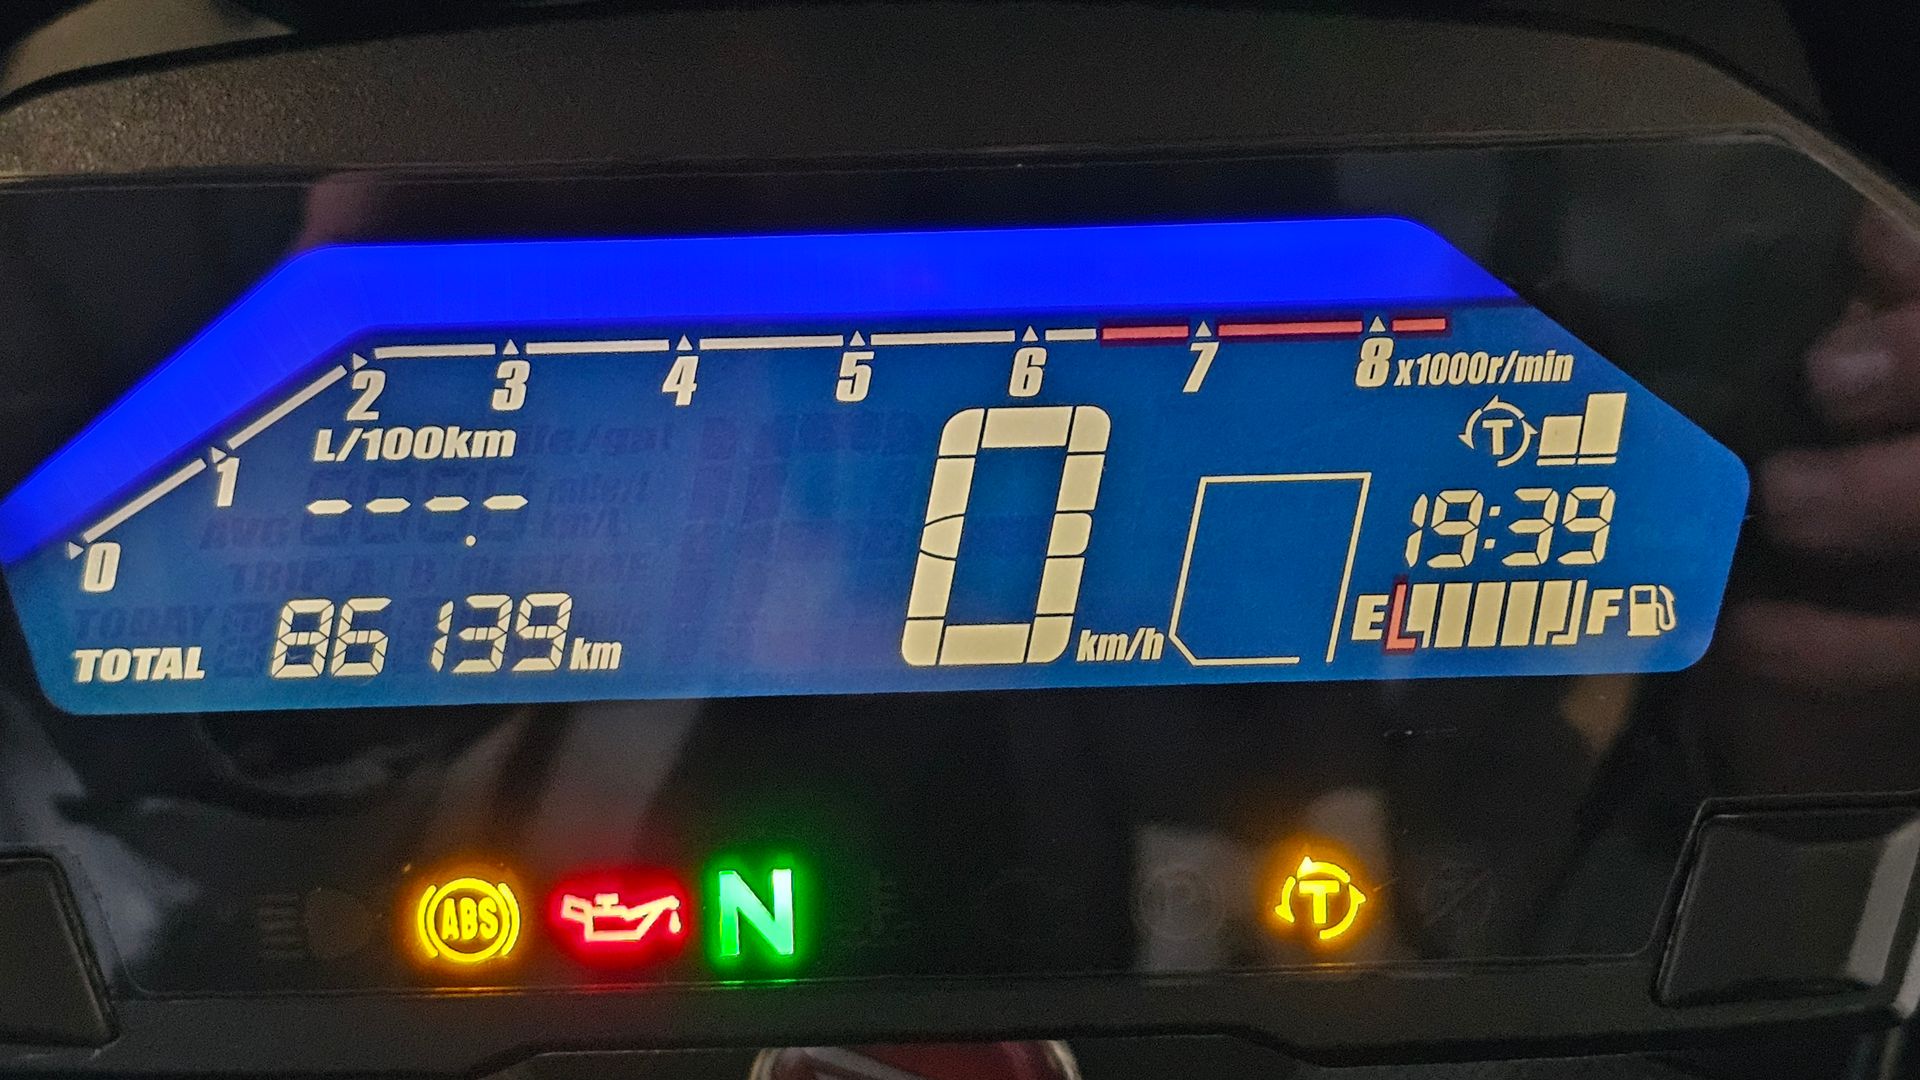 2 3 4 5 6 7 8 x1000r/min
1
0
L/100km
T
- - - -
.
19:39
0
km/h
E F
TOTAL 86139 km
ABS N T